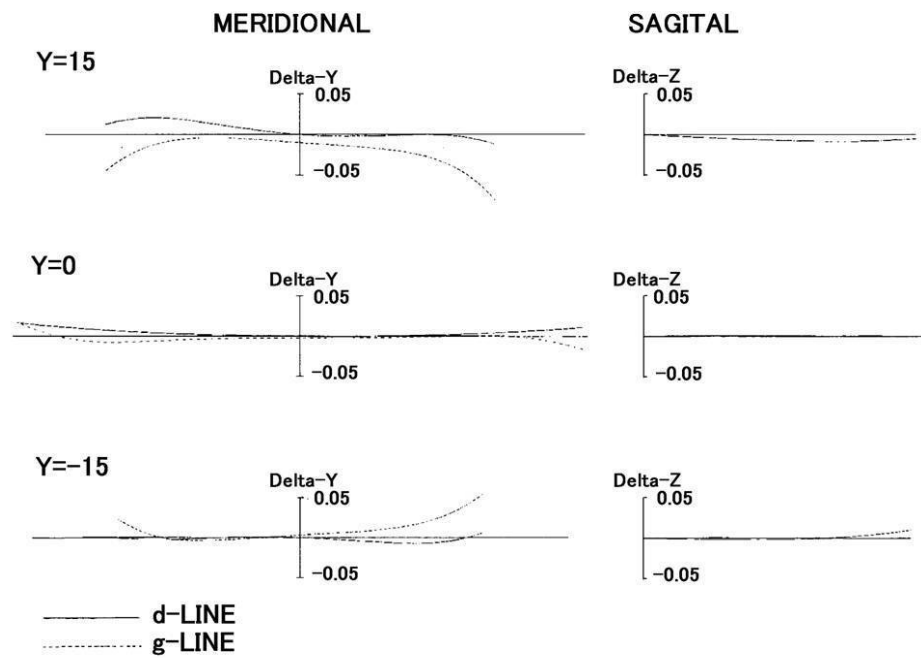 MERIDIONAL SAGITAL
Y=15
Delta-Y Delta-Z
0.05 0.05
-0.05 -0.05
Y=0
Delta-Y Delta-Z
0.05 0.05
-0.05 -0.05
Y=-15
Delta-Y Delta-Z
0.05 0.05
-0.05 -0.05
d-LINE
g-LINE